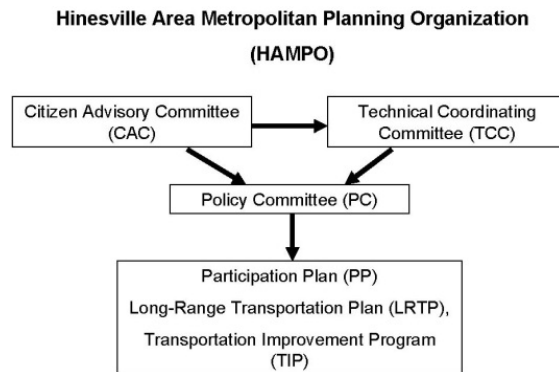 Hinesville Area Metropolitan Planning Organization
(HAMPO)
Citizen Advisory Committee
(CAC)
Technical Coordinating
Committee (TCC)
Policy Committee (PC)
Participation Plan (PP)
Long-Range Transportation Plan (LRTP),
Transportation Improvement Program
(TIP)